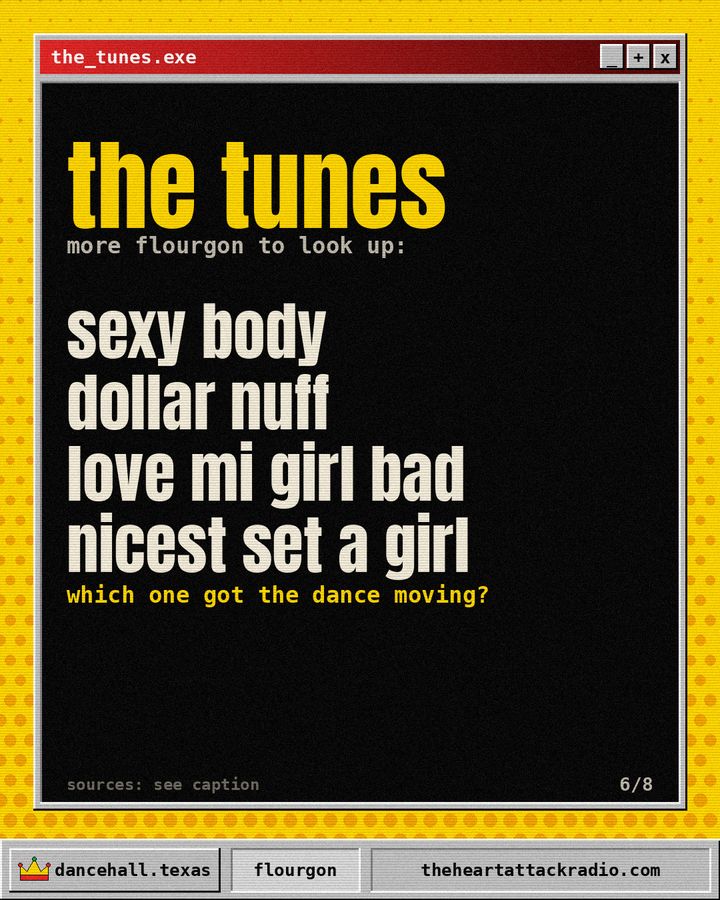 the_tunes.exe
_ + x
the tunes
more flourgon to look up:
sexy body
dollar nuff
love mi girl bad
nicest set a girl
which one got the dance moving?
sources: see caption
6/8
dancehall.texas
flourgon
theheartattackradio.com